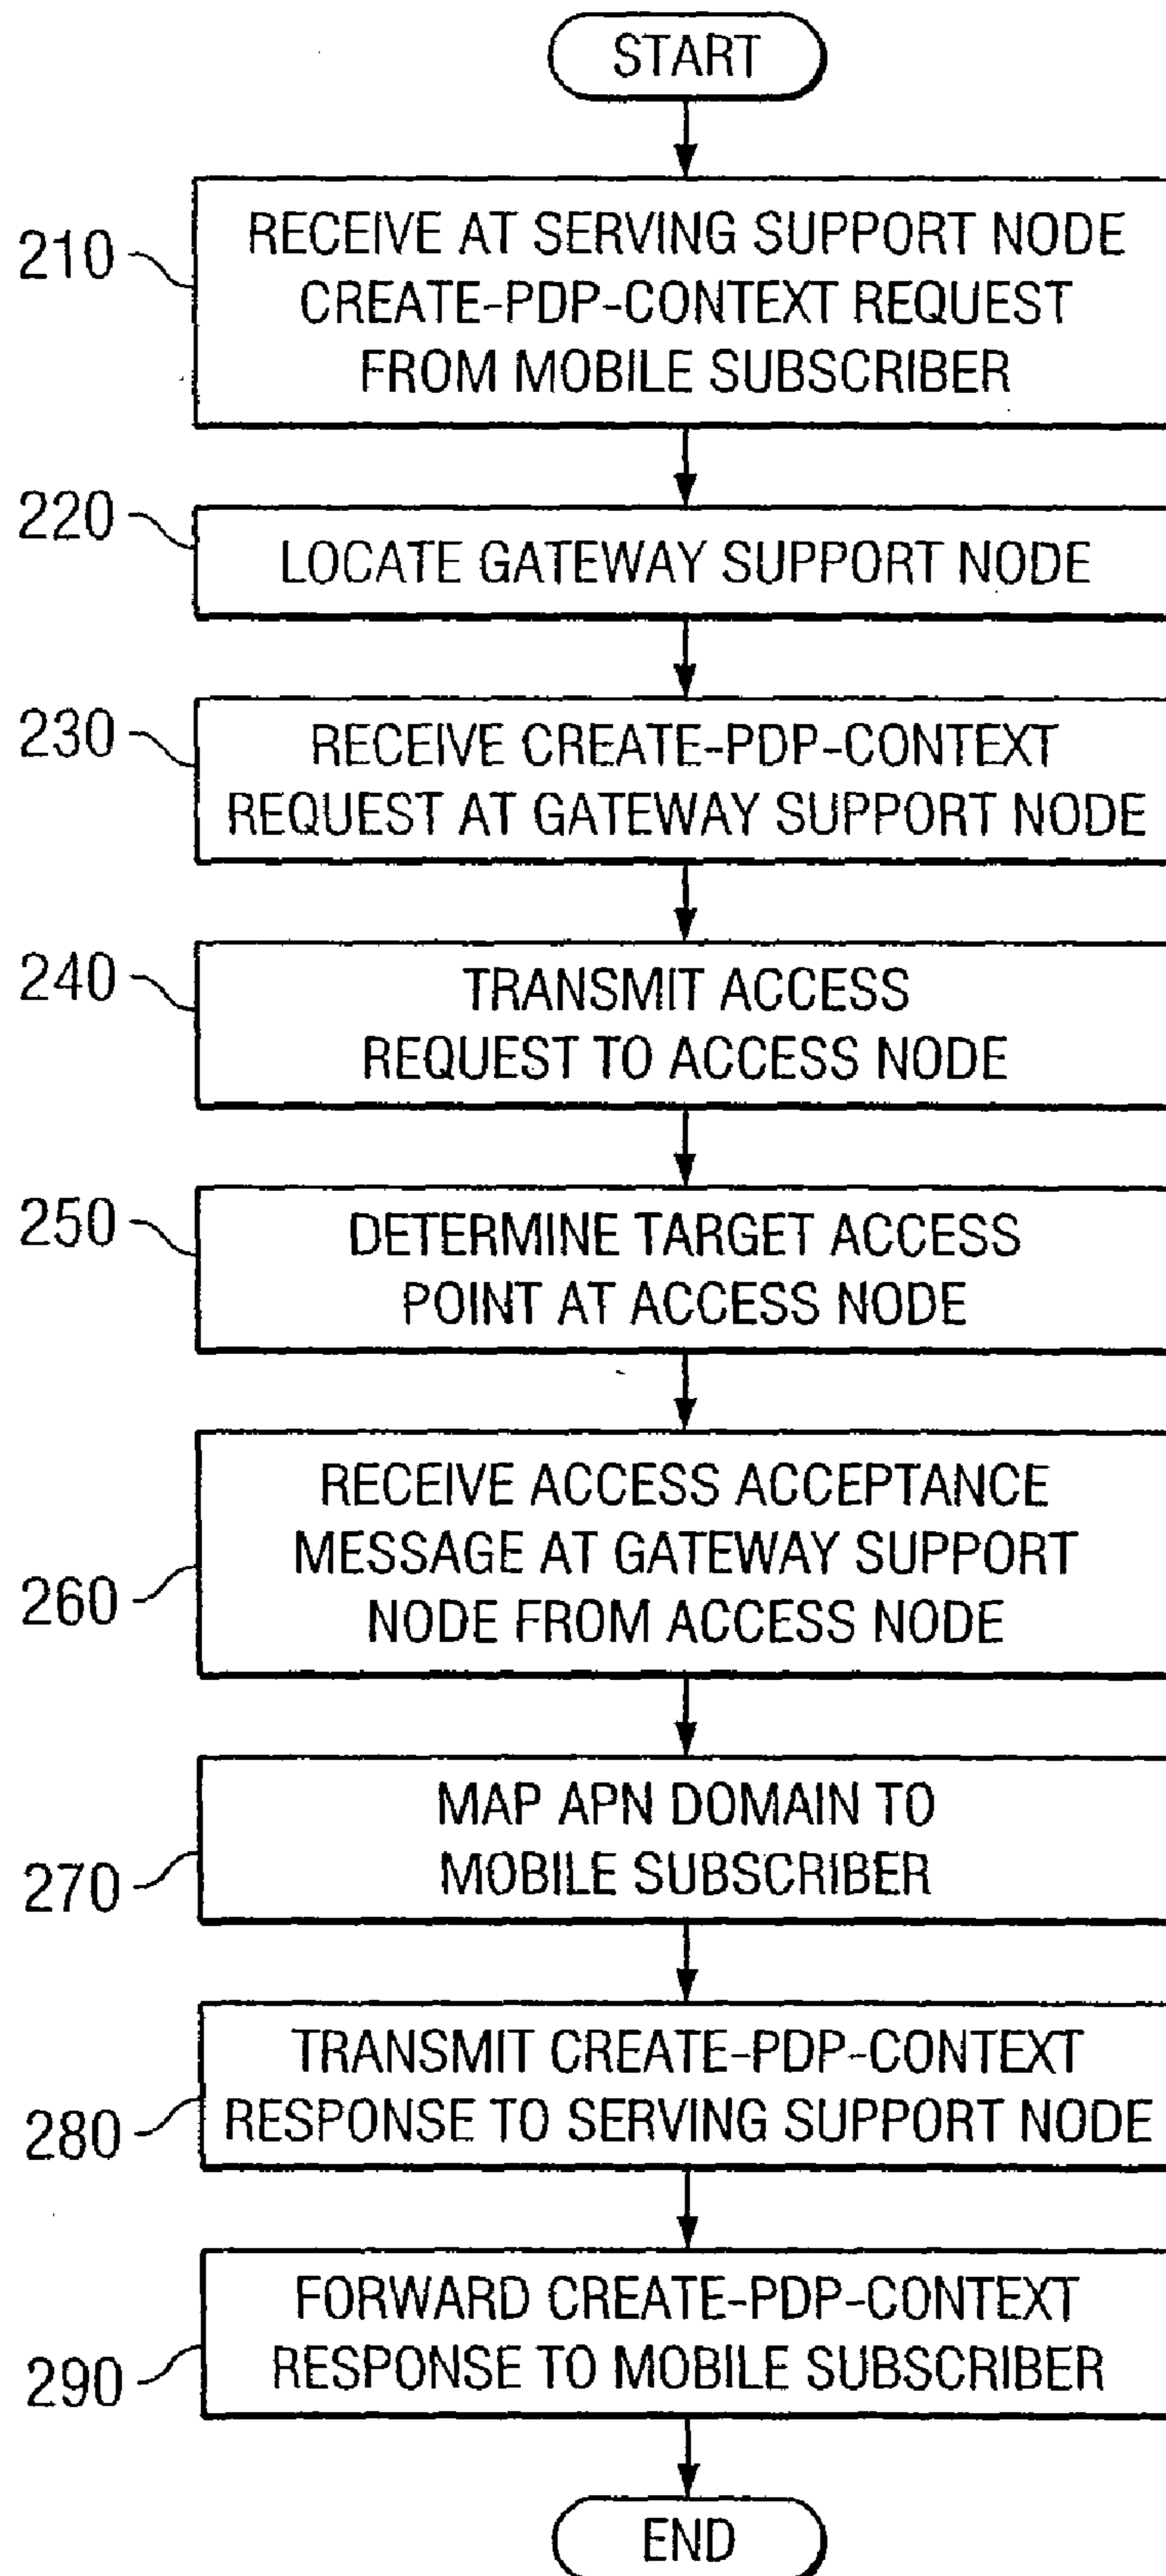 START
210
RECEIVE AT SERVING SUPPORT NODE
CREATE-PDP-CONTEXT REQUEST
FROM MOBILE SUBSCRIBER
220
LOCATE GATEWAY SUPPORT NODE
230
RECEIVE CREATE-PDP-CONTEXT
REQUEST AT GATEWAY SUPPORT NODE
240
TRANSMIT ACCESS
REQUEST TO ACCESS NODE
250
DETERMINE TARGET ACCESS
POINT AT ACCESS NODE
260
RECEIVE ACCESS ACCEPTANCE
MESSAGE AT GATEWAY SUPPORT
NODE FROM ACCESS NODE
270
MAP APN DOMAIN TO
MOBILE SUBSCRIBER
280
TRANSMIT CREATE-PDP-CONTEXT
RESPONSE TO SERVING SUPPORT NODE
290
FORWARD CREATE-PDP-CONTEXT
RESPONSE TO MOBILE SUBSCRIBER
END